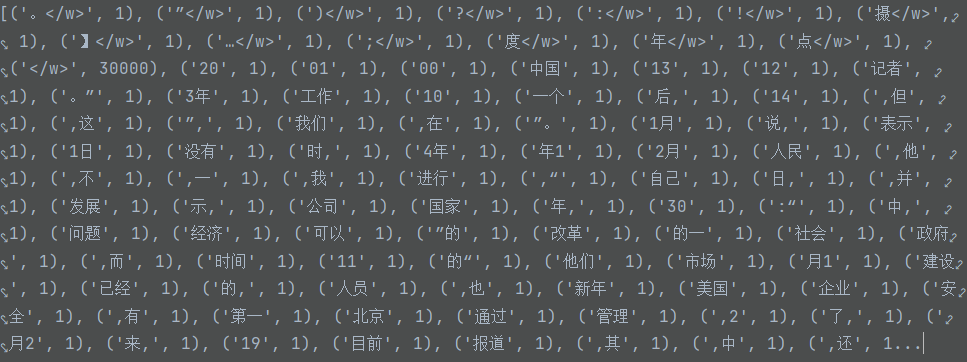 [('。</w>', 1), ('”</w>', 1), (')</w>', 1), ('?</w>', 1), (':</w>', 1), ('!</w>', 1), ('摄</w>',
 1), ('】</w>', 1), ('…</w>', 1), (';</w>', 1), ('度</w>', 1), ('年</w>', 1), ('点</w>', 1),
('</w>', 30000), ('20', 1), ('01', 1), ('00', 1), ('中国', 1), ('13', 1), ('12', 1), ('记者',
1), ('。”', 1), ('3年', 1), ('工作', 1), ('10', 1), ('一个', 1), ('后,', 1), ('14', 1), (',但',
1), (',这', 1), ('”,', 1), ('我们', 1), (',在', 1), ('”。', 1), ('1月', 1), ('说,', 1), ('表示',
1), ('1日', 1), ('没有', 1), ('时,', 1), ('4年', 1), ('年1', 1), ('2月', 1), ('人民', 1), (',他',
1), (',不', 1), (',一', 1), (',我', 1), ('进行', 1), (',“', 1), ('自己', 1), ('日,', 1), (',并',
1), ('发展', 1), ('示,', 1), ('公司', 1), ('国家', 1), ('年,', 1), ('30', 1), (':“', 1), ('中,',
1), ('问题', 1), ('经济', 1), ('可以', 1), ('”的', 1), ('改革', 1), ('的一', 1), ('社会', 1), ('政府
', 1), (',而', 1), ('时间', 1), ('11', 1), ('的“', 1), ('他们', 1), ('市场', 1), ('月1', 1), ('建设
', 1), ('已经', 1), ('的,', 1), ('人员', 1), (',也', 1), ('新年', 1), ('美国', 1), ('企业', 1), ('安
全', 1), (',有', 1), ('第一', 1), ('北京', 1), ('通过', 1), ('管理', 1), (',2', 1), ('了,', 1), ('
月2', 1), ('来,', 1), ('19', 1), ('目前', 1), ('报道', 1), (',其', 1), (',中', 1), (',还', 1...